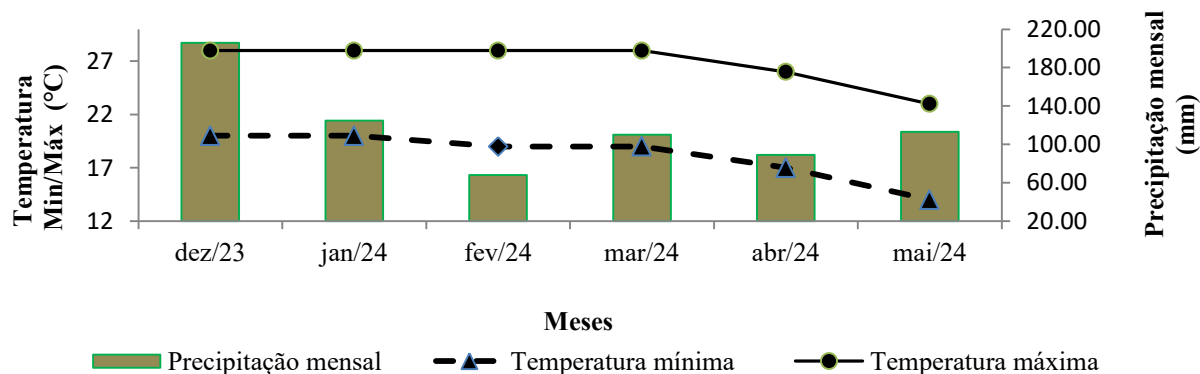 Temperatura
Min/Máx (°C)
27
22
17
12
220.00
180.00
140.00
100.00
60.00
20.00
Precipitação mensal
(mm)
dez/23 jan/24 fev/24 mar/24 abr/24 mai/24
Meses
Precipitação mensal Temperatura mínima Temperatura máxima